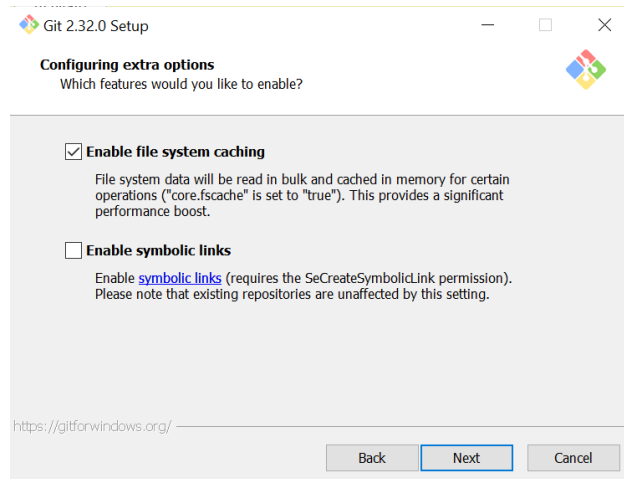 Git 2.32.0 Setup
Configuring extra options
Which features would you like to enable?
Enable file system caching
File system data will be read in bulk and cached in memory for certain
operations ("core.fscache" is set to "true"). This provides a significant
performance boost.
Enable symbolic links
Enable symbolic links (requires the SeCreateSymbolicLink permission).
Please note that existing repositories are unaffected by this setting.
https://gitforwindows.org/
Back Next Cancel